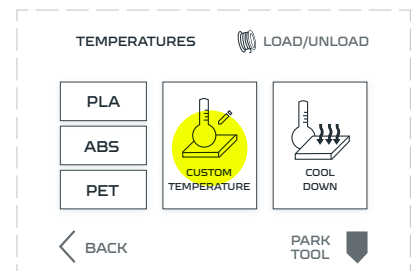 TEMPERATURES
LOAD/UNLOAD
PLA
ABS
PET
CUSTOM
TEMPERATURE
COOL
DOWN
BACK
PARK
TOOL